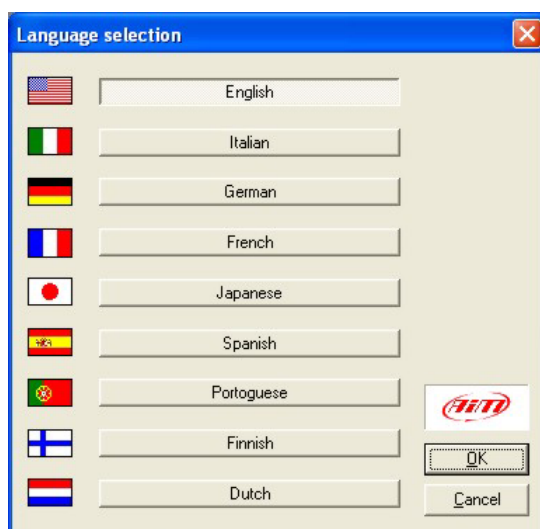 Language selection
English
Italian
German
French
Japanese
Spanish
Portoguese
AiM
Finnish
OK
Dutch
Cancel